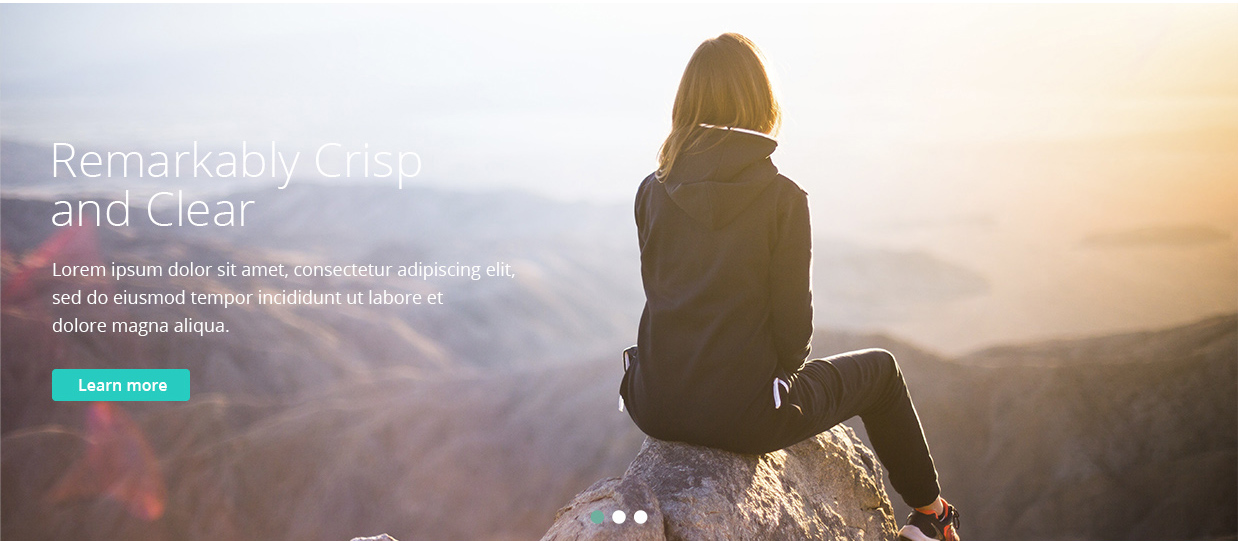 Remarkably Crisp
and Clear
Lorem ipsum dolor sit amet, consectetur adipiscing elit,
sed do eiusmod tempor incididunt ut labore et
dolore magna aliqua.
Learn more